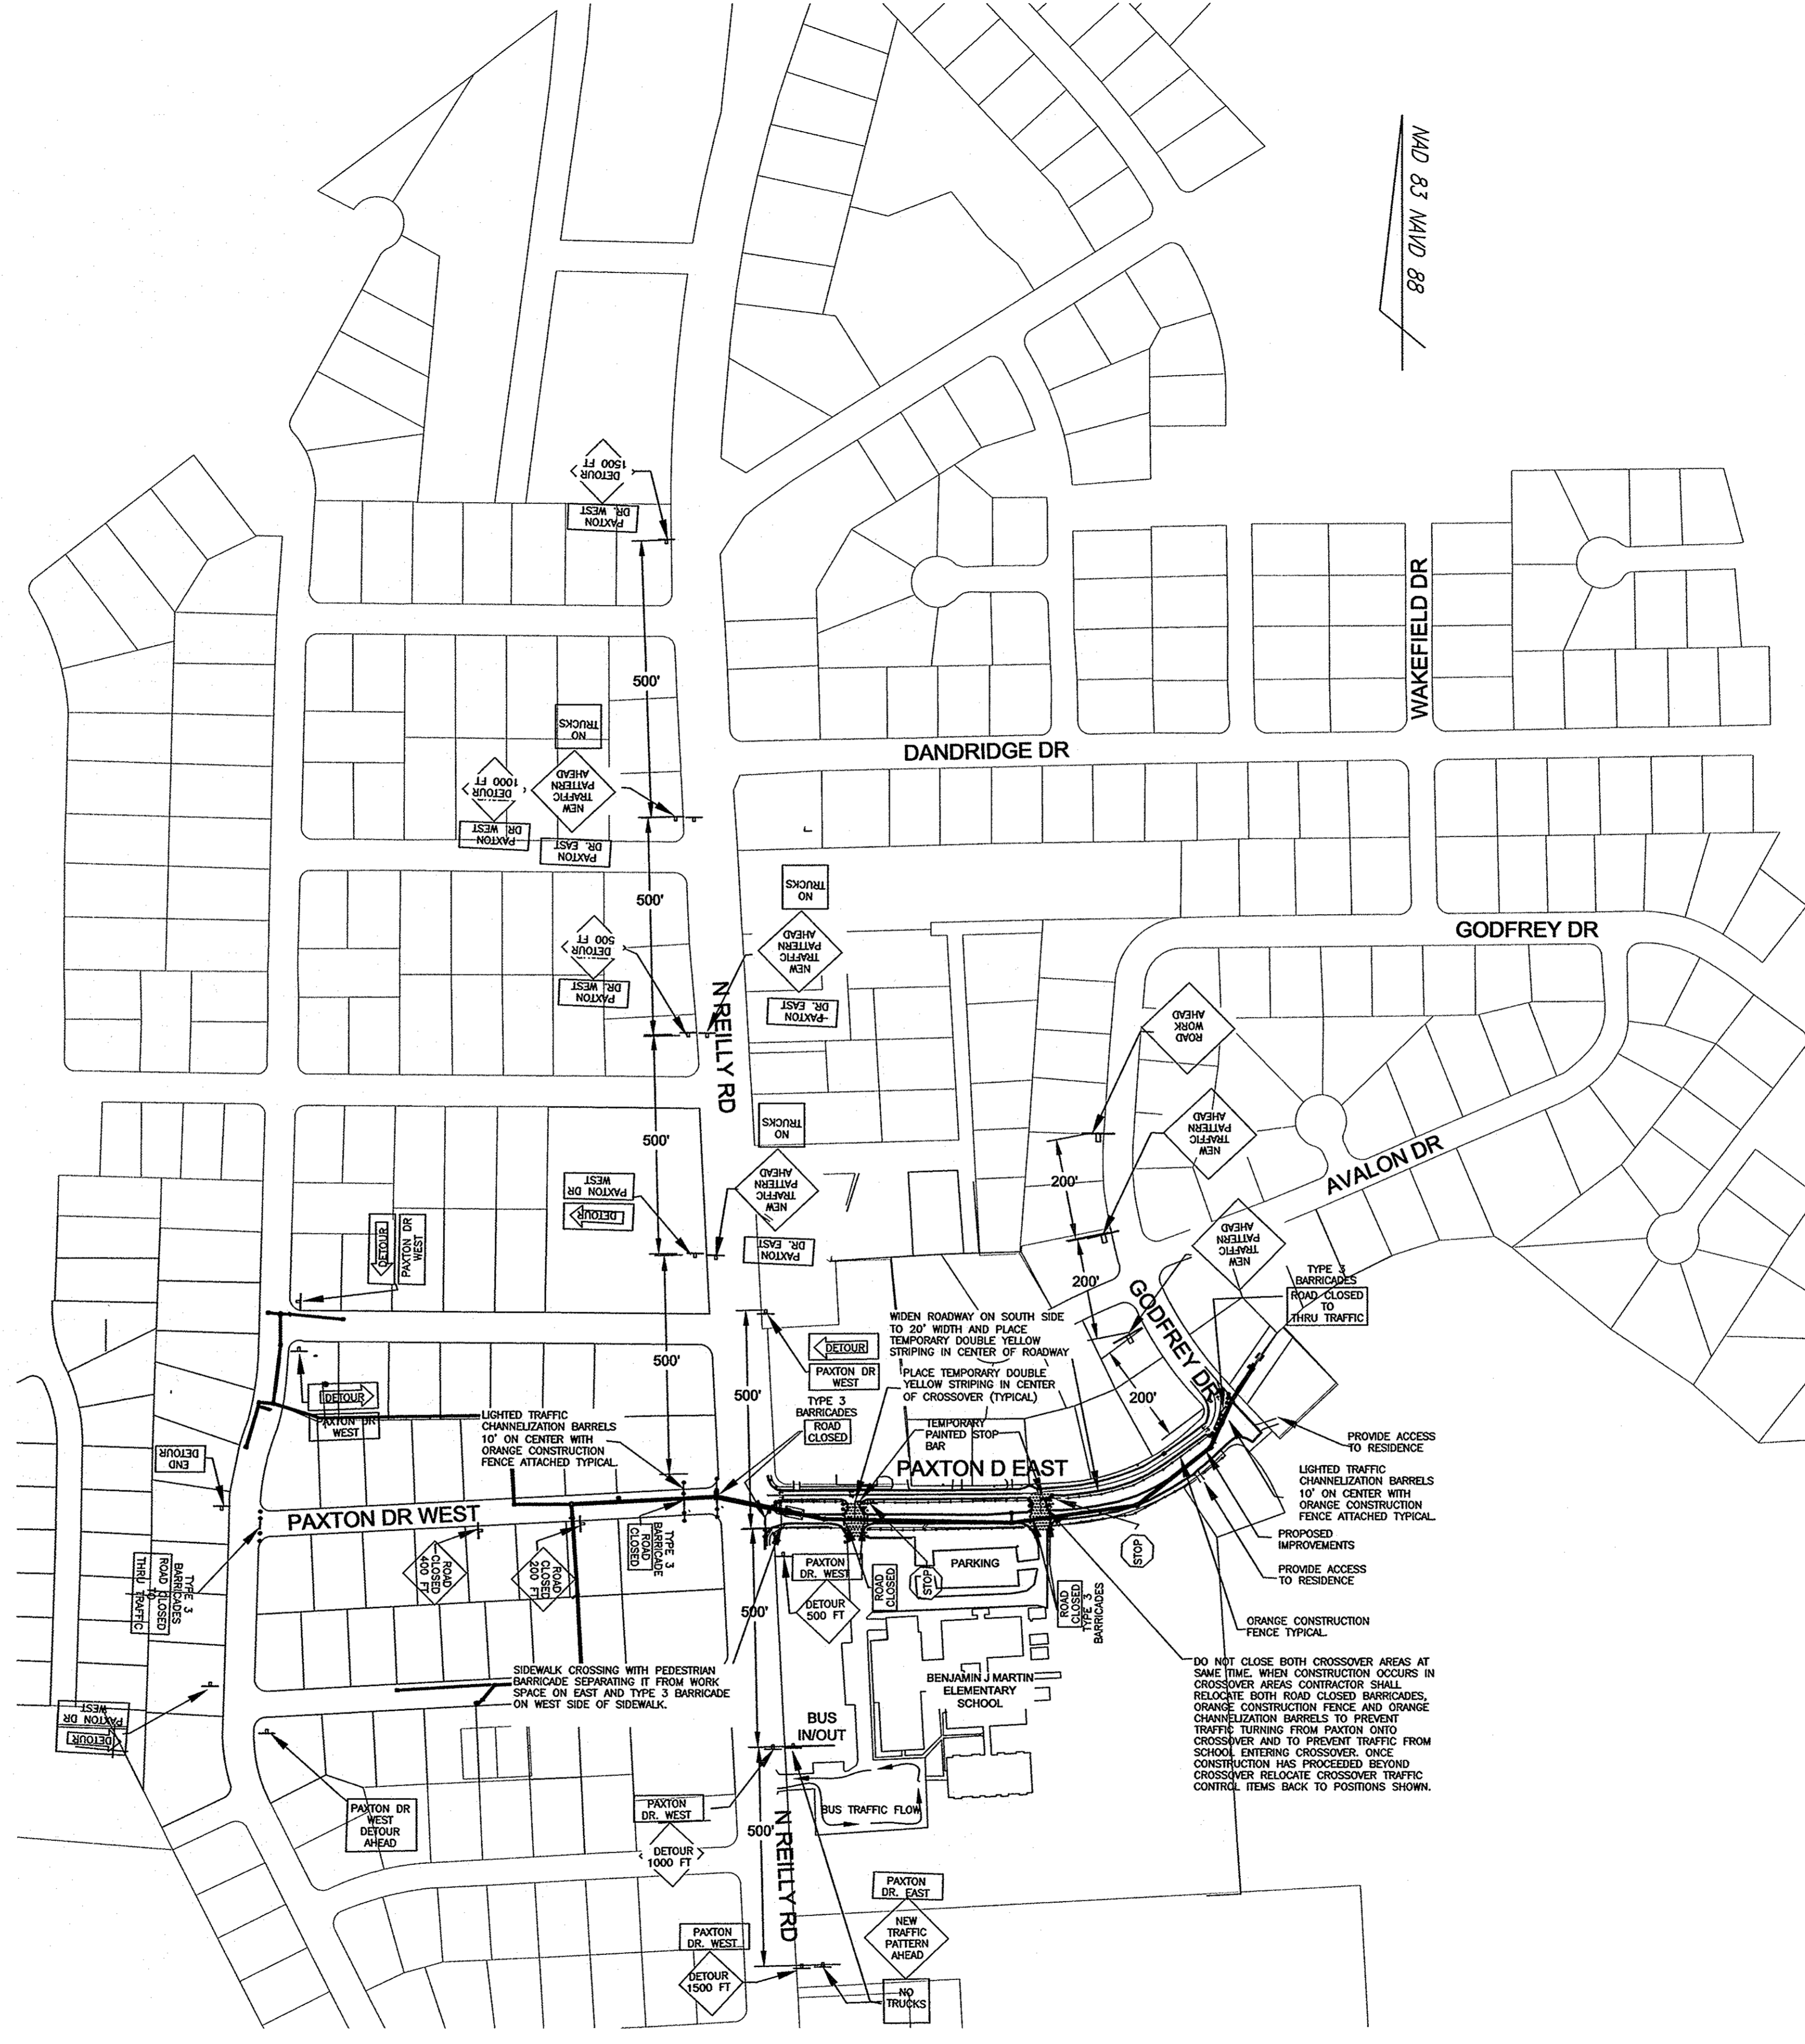 NAD 83 NAVD 88
DETOUR
1500 FT
PAXTON
DR. WEST
500'
WAKEFIELD DR
NO
TRUCKS
DANDRIDGE DR
DETOUR
1000 FT
PAXTON
DR. WEST
NEW
TRAFFIC
PATTERN
AHEAD
PAXTON
DR. EAST
NO
TRUCKS
500'
GODFREY DR
DETOUR
500 FT
PAXTON
DR. WEST
NEW
TRAFFIC
PATTERN
AHEAD
PAXTON
DR. EAST
N REILLY RD
ROAD
WORK
AHEAD
NO
TRUCKS
500'
NEW
TRAFFIC
PATTERN
AHEAD
200'
AVALON DR
PAXTON DR
WEST
DETOUR
NEW
TRAFFIC
PATTERN
AHEAD
PAXTON
DR. EAST
DETOUR
PAXTON DR
WEST
NEW
TRAFFIC
PATTERN
AHEAD
200'
GODFREY DR
TYPE 3
BARRICADES
ROAD CLOSED
TO
THRU TRAFFIC
WIDEN ROADWAY ON SOUTH SIDE
TO 20' WIDTH AND PLACE
TEMPORARY DOUBLE YELLOW
STRIPING IN CENTER OF ROADWAY
500'
DETOUR
PAXTON DR
WEST
PLACE TEMPORARY DOUBLE
YELLOW STRIPING IN CENTER
OF CROSSOVER (TYPICAL)
500'
200'
DETOUR
PAXTON DR
WEST
LIGHTED TRAFFIC
CHANNELIZATION BARRELS
10' ON CENTER WITH
ORANGE CONSTRUCTION
FENCE ATTACHED TYPICAL.
TYPE 3
BARRICADES
ROAD
CLOSED
TEMPORARY
PAINTED STOP
BAR
PROVIDE ACCESS
TO RESIDENCE
END
DETOUR
PAXTON D EAST
LIGHTED TRAFFIC
CHANNELIZATION BARRELS
10' ON CENTER WITH
ORANGE CONSTRUCTION
FENCE ATTACHED TYPICAL.
PAXTON DR WEST
PROPOSED
IMPROVEMENTS
TYPE 3
BARRICADES
ROAD CLOSED
TO
THRU TRAFFIC
ROAD
CLOSED
400 FT
ROAD
CLOSED
200 FT
TYPE 3
BARRICADE
ROAD
CLOSED
PAXTON
DR. WEST
DETOUR
500 FT
ROAD
CLOSED
STOP
PARKING
ROAD
CLOSED
TYPE 3
BARRICADES
STOP
PROVIDE ACCESS
TO RESIDENCE
500'
ORANGE CONSTRUCTION
FENCE TYPICAL.
SIDEWALK CROSSING WITH PEDESTRIAN
BARRICADE SEPARATING IT FROM WORK
SPACE ON EAST AND TYPE 3 BARRICADE
ON WEST SIDE OF SIDEWALK.
BENJAMIN J MARTIN
ELEMENTARY
SCHOOL
DO NOT CLOSE BOTH CROSSOVER AREAS AT
SAME TIME. WHEN CONSTRUCTION OCCURS IN
CROSSOVER AREAS CONTRACTOR SHALL
RELOCATE BOTH ROAD CLOSED BARRICADES,
ORANGE CONSTRUCTION FENCE AND ORANGE
CHANNELIZATION BARRELS TO PREVENT
TRAFFIC TURNING FROM PAXTON ONTO
CROSSOVER AND TO PREVENT TRAFFIC FROM
SCHOOL ENTERING CROSSOVER. ONCE
CONSTRUCTION HAS PROCEEDED BEYOND
CROSSOVER RELOCATE CROSSOVER TRAFFIC
CONTROL ITEMS BACK TO POSITIONS SHOWN.
DETOUR
PAXTON DR
WEST
BUS
IN/OUT
PAXTON DR
WEST
DETOUR
AHEAD
PAXTON
DR. WEST
DETOUR
1000 FT
500'
BUS TRAFFIC FLOW
N REILLY RD
PAXTON
DR. WEST
DETOUR
1500 FT
PAXTON
DR. EAST
NEW
TRAFFIC
PATTERN
AHEAD
NO
TRUCKS